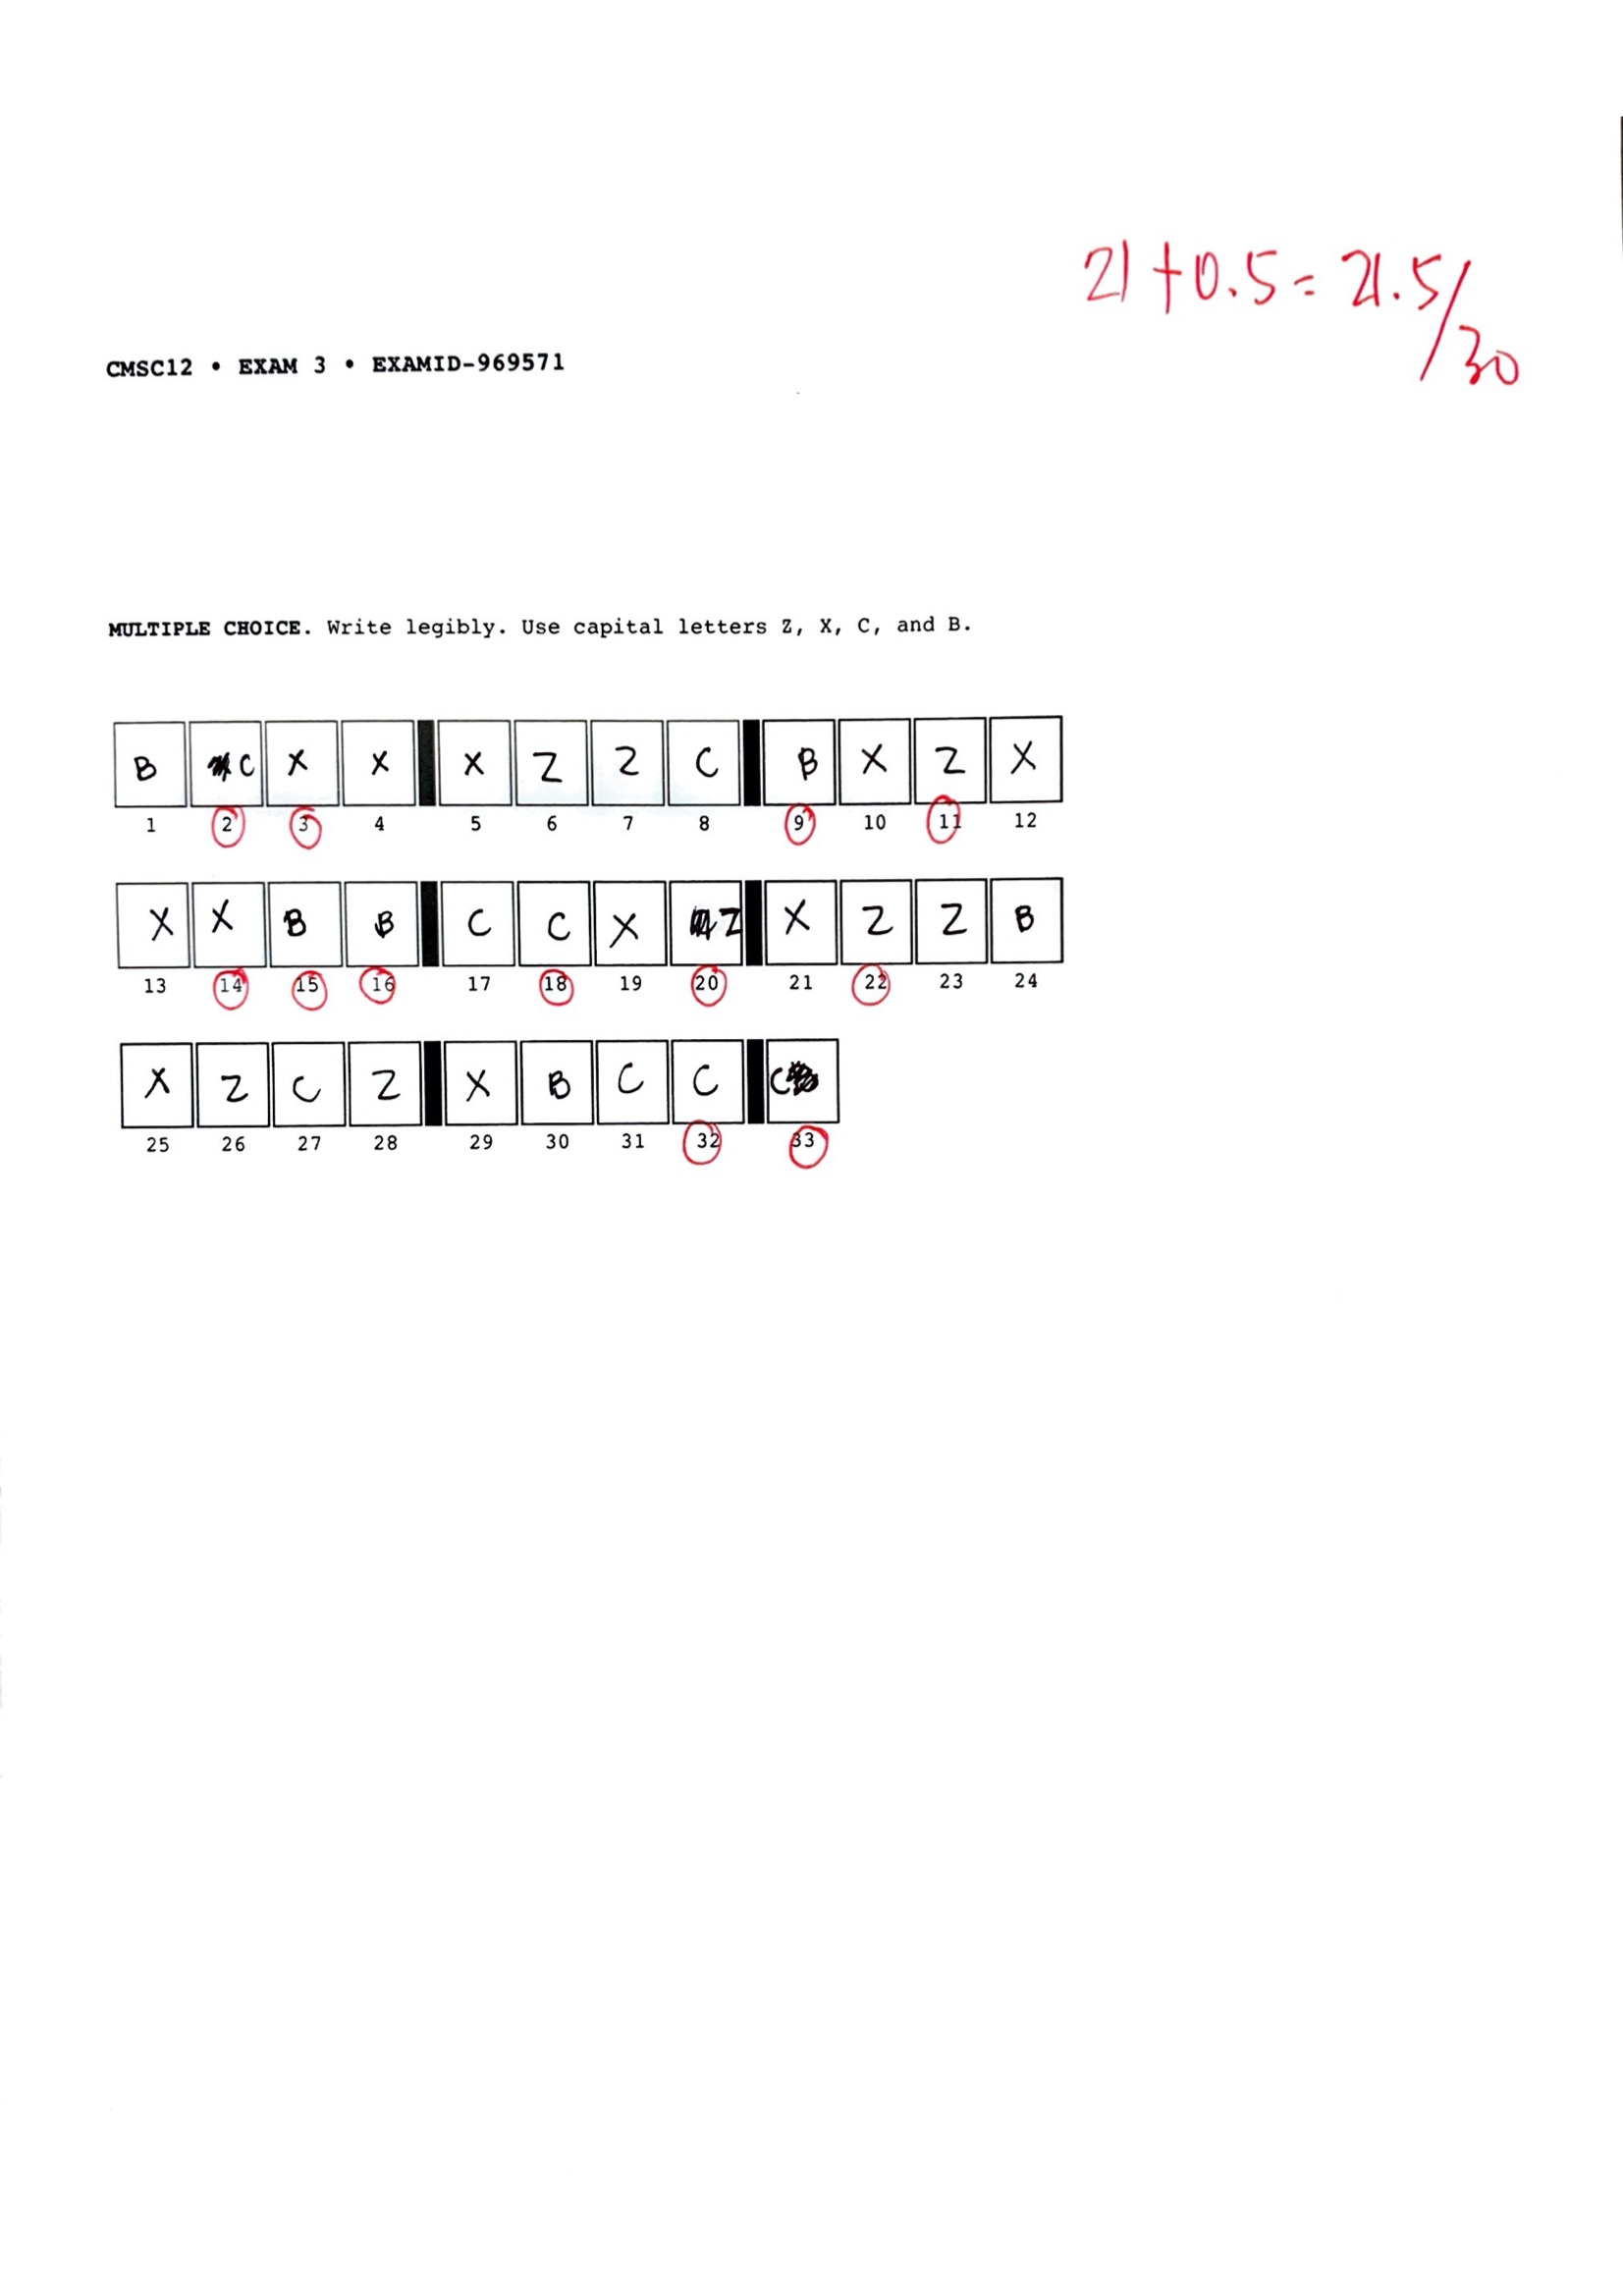 21+0.5=21.5/30
CMSC12 • EXAM 3 • EXAMID-969571
MULTIPLE CHOICE. Write legibly. Use capital letters Z, X, C, and B.
B C X X X Z Z C B X Z X
1 2 3 4 5 6 7 8 9 10 11 12
X X B B C C X Z X Z Z B
13 14 15 16 17 18 19 20 21 22 23 24
X Z C Z X B C C C
25 26 27 28 29 30 31 32 33